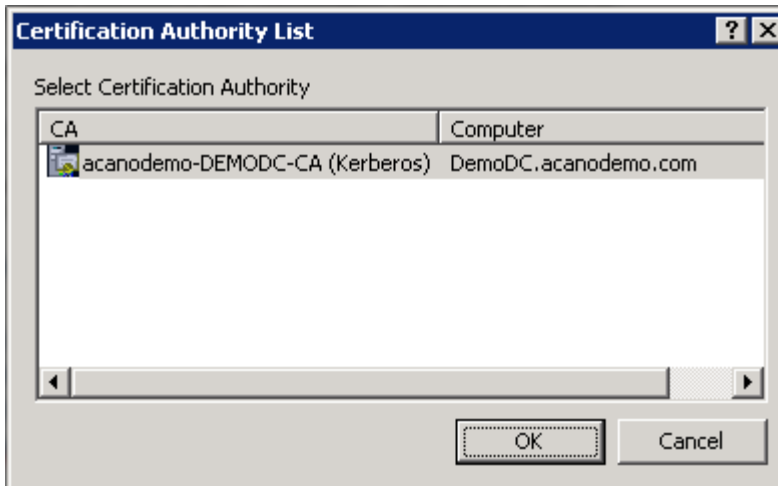 Certification Authority List
Select Certification Authority
CA Computer
acanodemo-DEMODC-CA (Kerberos) DemoDC.acanodemo.com
OK Cancel